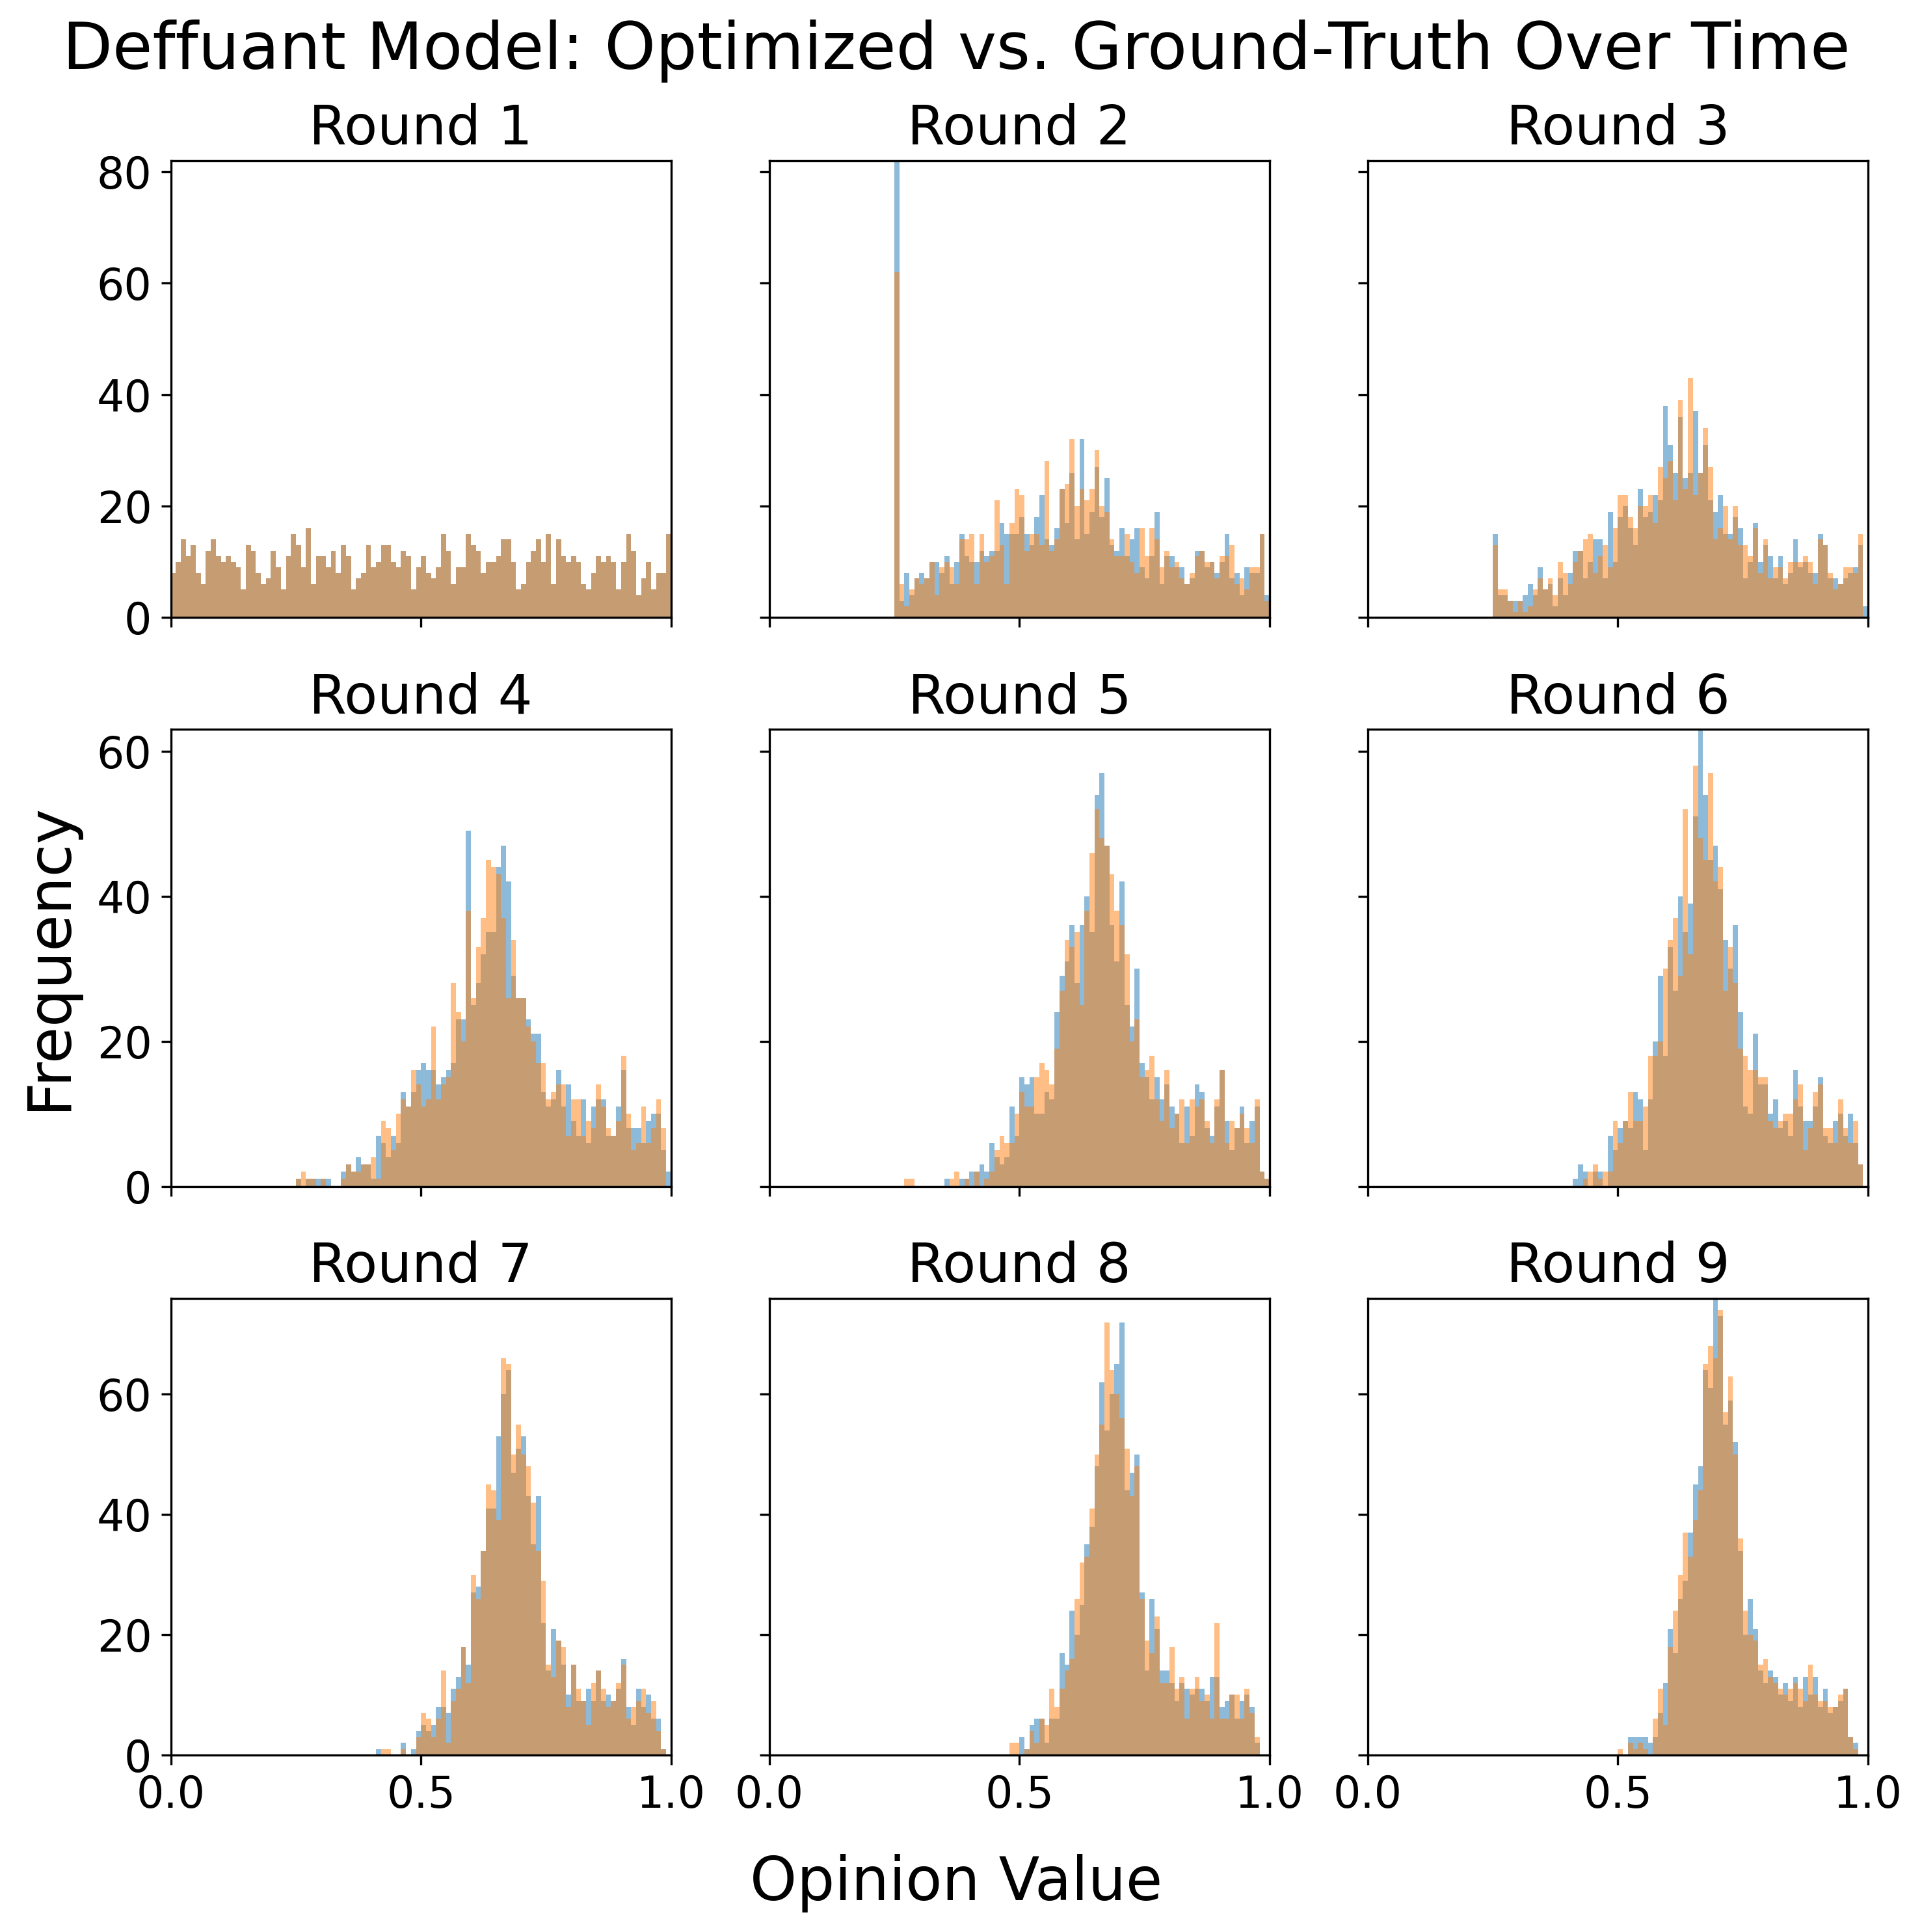 Deffuant Model: Optimized vs. Ground-Truth Over Time
Round 1
Round 2
Round 3
80
60
40
20
0
Round 4
Round 5
Round 6
60
40
20
0
Frequency
Round 7
Round 8
Round 9
60
40
20
0
0.0 0.5 1.0 0.0 0.5 1.0 0.0 0.5 1.0
Opinion Value